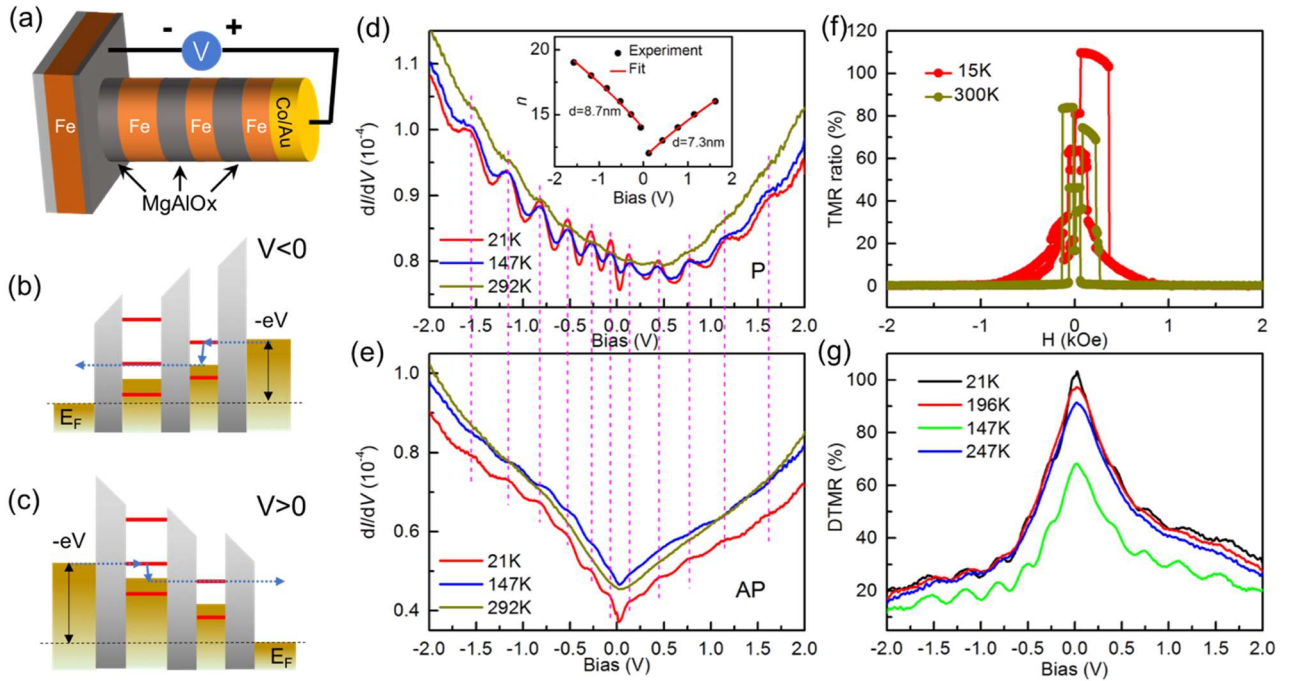 (a)
- V +
Fe
Fe
Fe
Fe
Co/Au
MgAlOx
(b)
V<0
-eV
E_F
(c)
V>0
-eV
E_F
(d)
dI/dV (10⁻⁴)
1.1
1.0
0.9
0.8
21K
147K
292K
P
-2.0 -1.5 -1.0 -0.5 0.0 0.5 1.0 1.5 2.0
Bias (V)
n
20
15
Experiment
Fit
d=8.7nm
d=7.3nm
-2 -1 0 1 2
Bias (V)
(e)
dI/dV (10⁻⁴)
1.0
0.8
0.6
0.4
21K
147K
292K
AP
-2.0 -1.5 -1.0 -0.5 0.0 0.5 1.0 1.5 2.0
Bias (V)
(f)
TMR ratio (%)
120
100
80
60
40
20
0
15K
300K
-2 -1 0 1 2
H (kOe)
(g)
DTMR (%)
100
80
60
40
20
21K
196K
147K
247K
-2.0 -1.5 -1.0 -0.5 0.0 0.5 1.0 1.5 2.0
Bias (V)